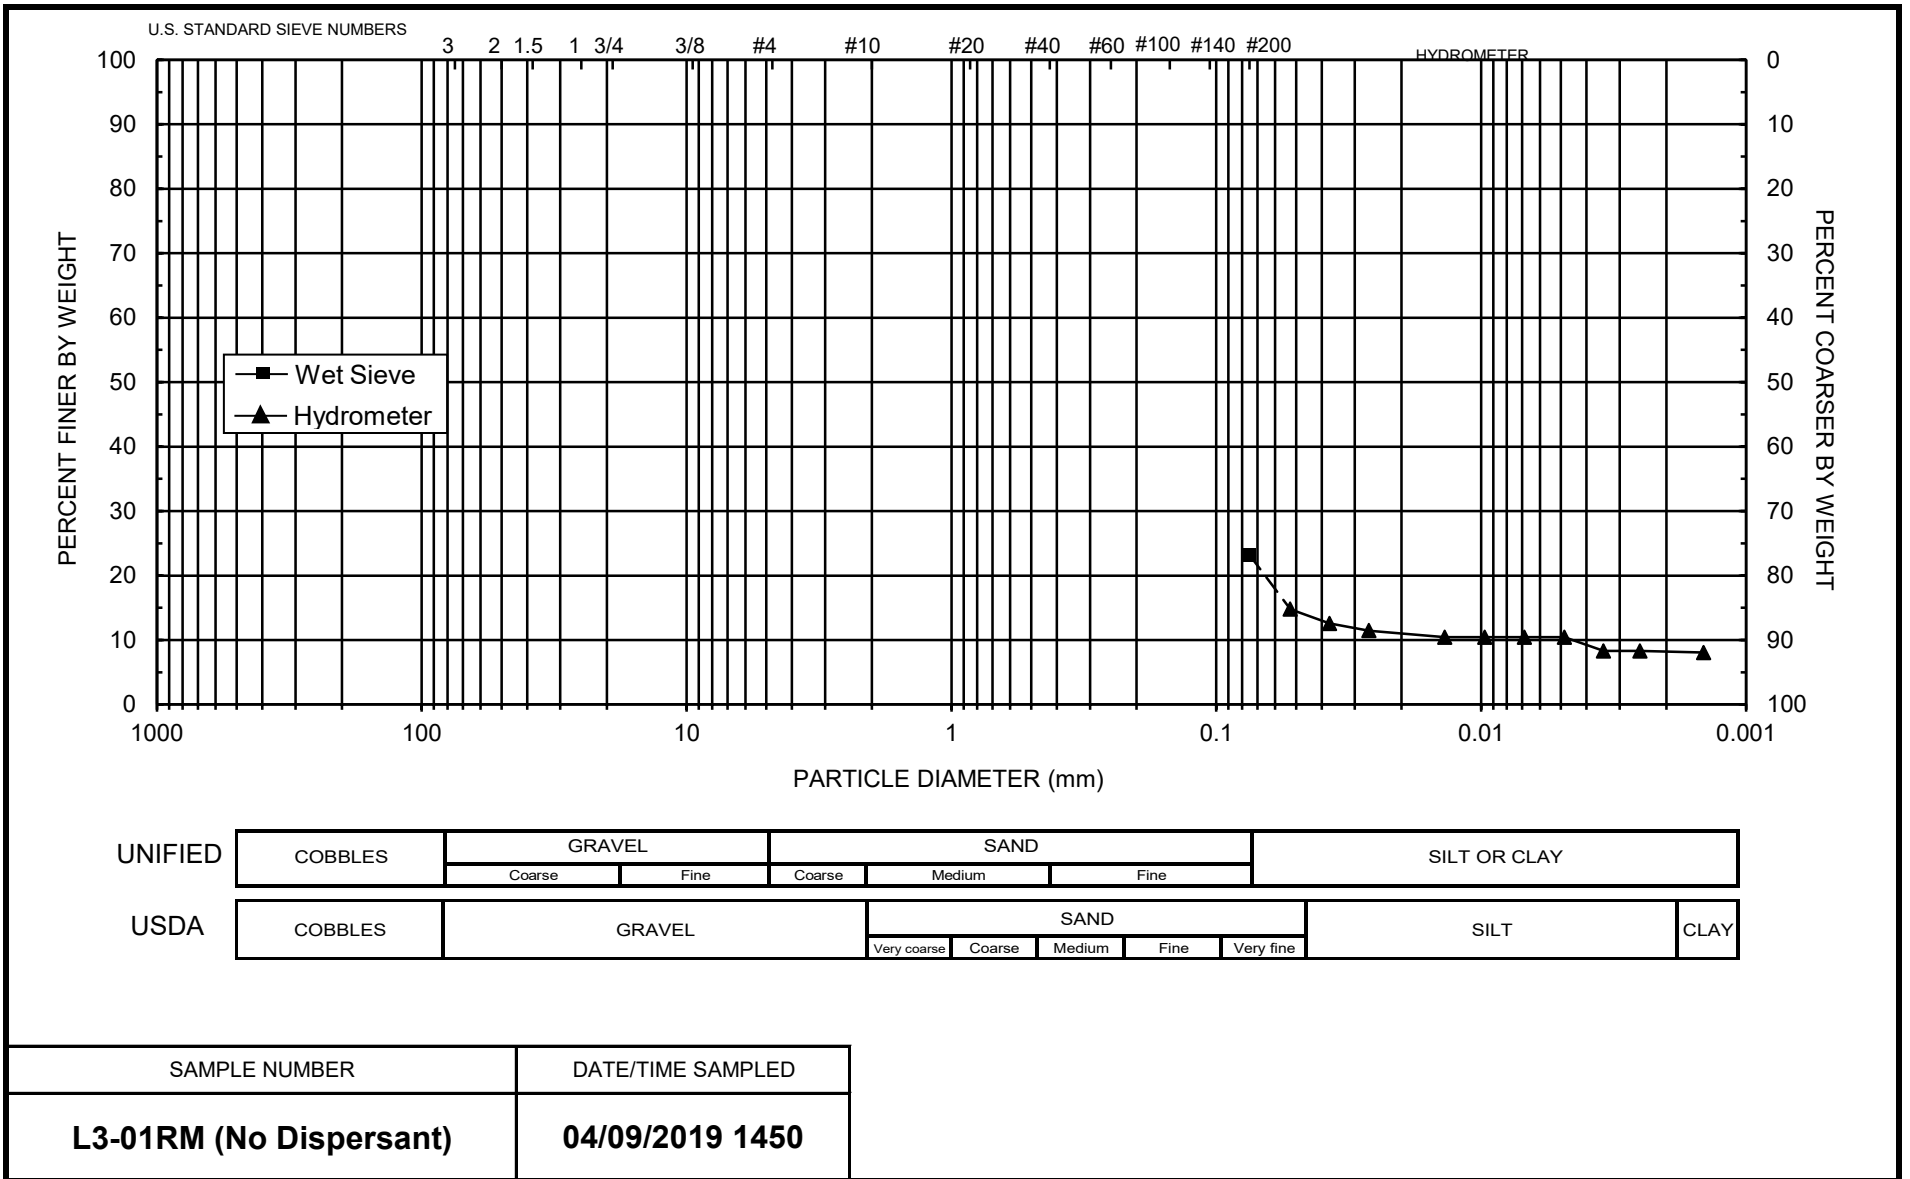 U.S. STANDARD SIEVE NUMBERS
3 2 1.5 1 3/4 3/8 #4 #10 #20 #40 #60 #100 #140 #200
HYDROMETER
100 0
90 10
80 20
70 30
60 40
50 50
40 60
30 70
20 80
10 90
0 100
PERCENT FINER BY WEIGHT
PERCENT COARSER BY WEIGHT
Wet Sieve
Hydrometer
1000 100 10 1 0.1 0.01 0.001
PARTICLE DIAMETER (mm)
UNIFIED
COBBLES
GRAVEL
SAND
SILT OR CLAY
Coarse Fine Coarse Medium Fine
USDA
COBBLES
GRAVEL
SAND
SILT
CLAY
Very coarse Coarse Medium Fine Very fine
SAMPLE NUMBER DATE/TIME SAMPLED
L3-01RM (No Dispersant) 04/09/2019 1450